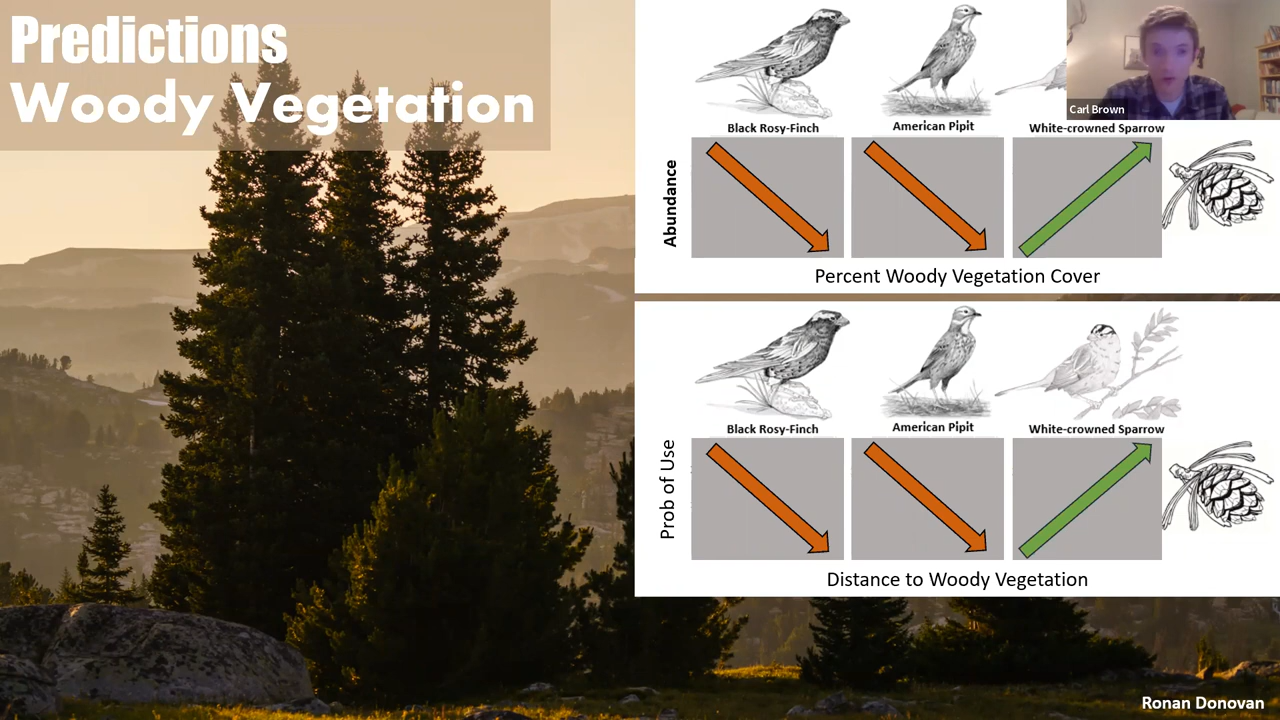 Predictions
Woody Vegetation
Carl Brown
Black Rosy-Finch
American Pipit
White-crowned Sparrow
Abundance
Percent Woody Vegetation Cover
Black Rosy-Finch
American Pipit
White-crowned Sparrow
Prob of Use
Distance to Woody Vegetation
Ronan Donovan